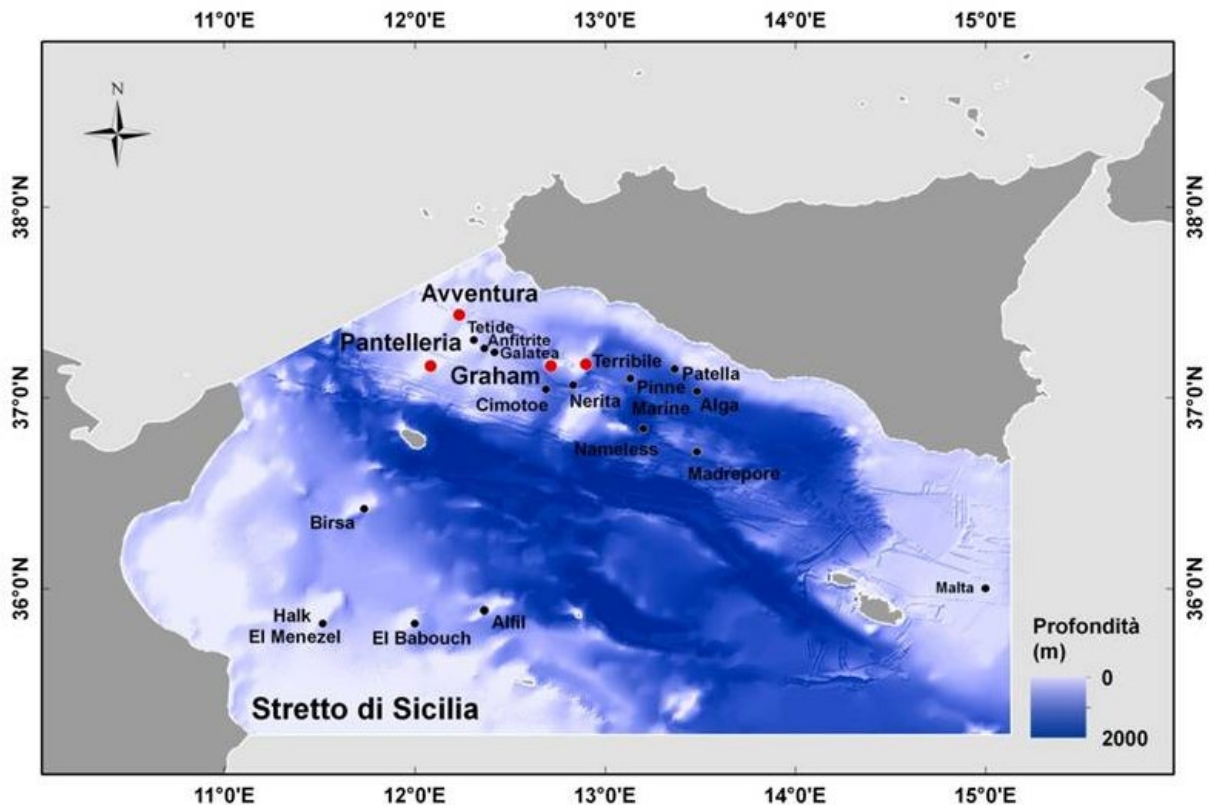 11°0'E 12°0'E 13°0'E 14°0'E 15°0'E
N
38°0'N 38°0'N
Avventura
Tetide
Pantelleria Anfitrite
Galatea
Terribile
Graham Patella
Pinne
Marine
37°0'N 37°0'N
Cimotoe Nerita Alga
Nameless
Madrepore
Birsa
36°0'N 36°0'N
Malta
Halk
El Menezel
El Babouch
Alfil
Profondità
(m)
0
2000
Stretto di Sicilia
11°0'E 12°0'E 13°0'E 14°0'E 15°0'E